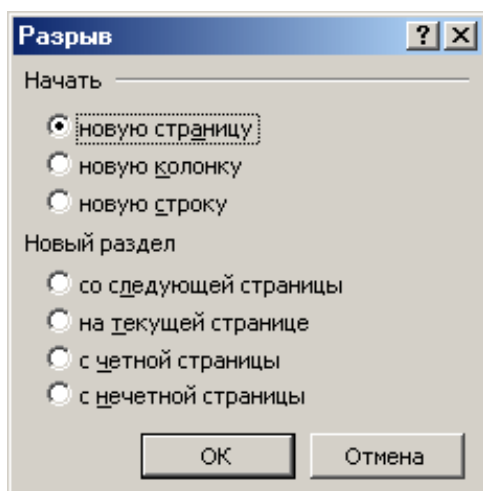 Разрыв
Начать
новую страницу
новую колонку
новую строку
Новый раздел
со следующей страницы
на текущей странице
с четной страницы
с нечетной страницы
ОК Отмена